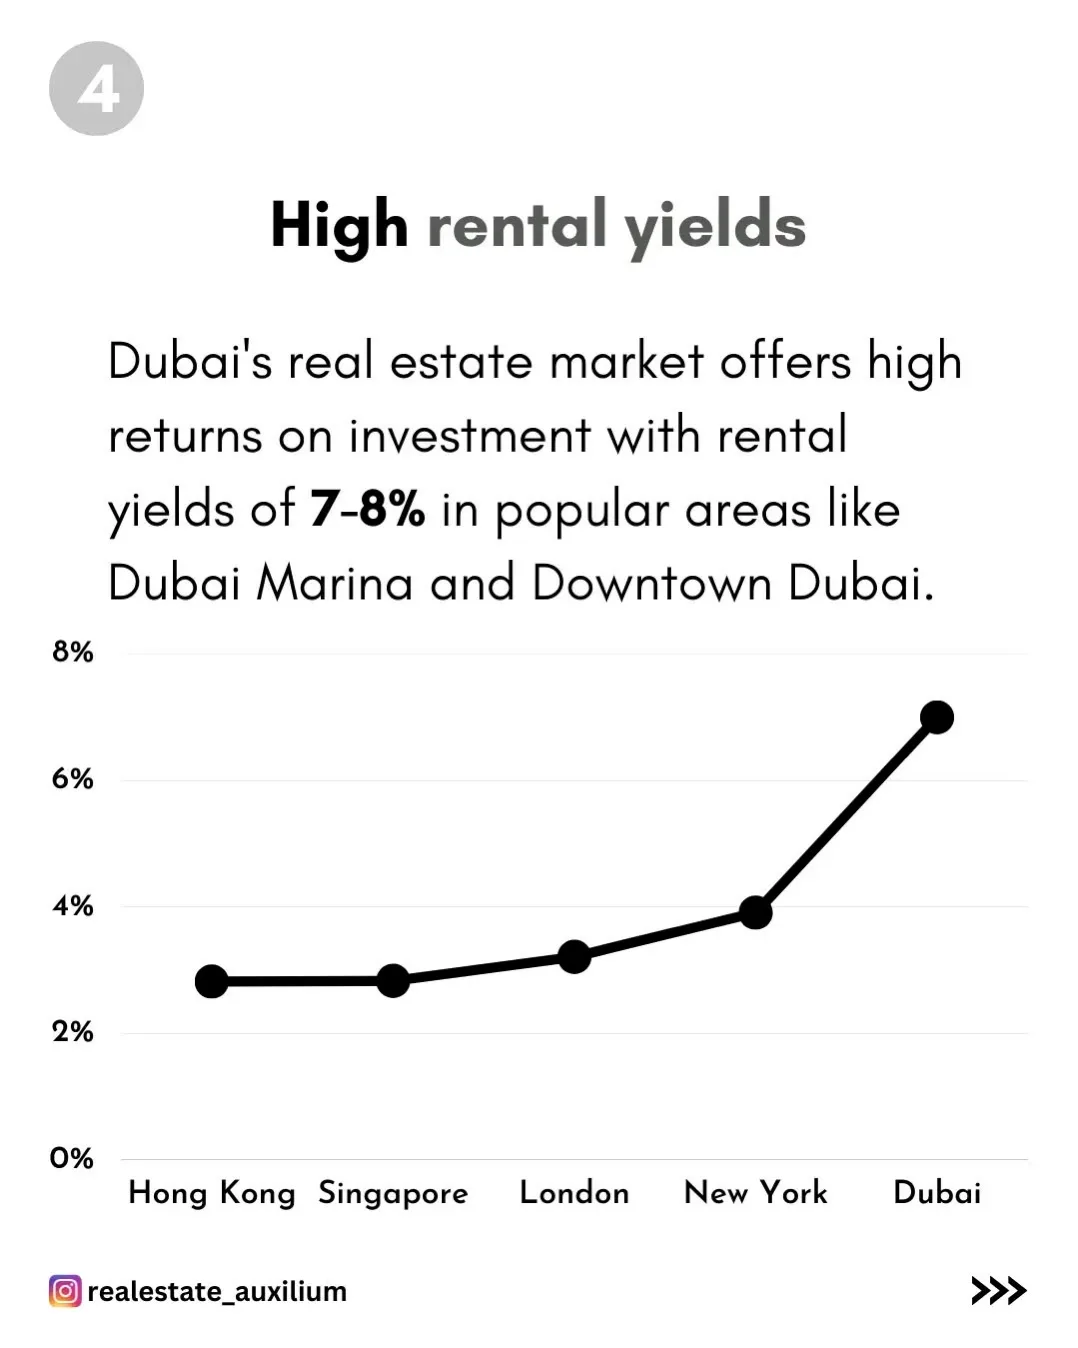 4
High rental yields
Dubai's real estate market offers high
returns on investment with rental
yields of 7-8% in popular areas like
Dubai Marina and Downtown Dubai.
8%
6%
4%
2%
0%
Hong Kong Singapore London New York Dubai
realestate_auxilium